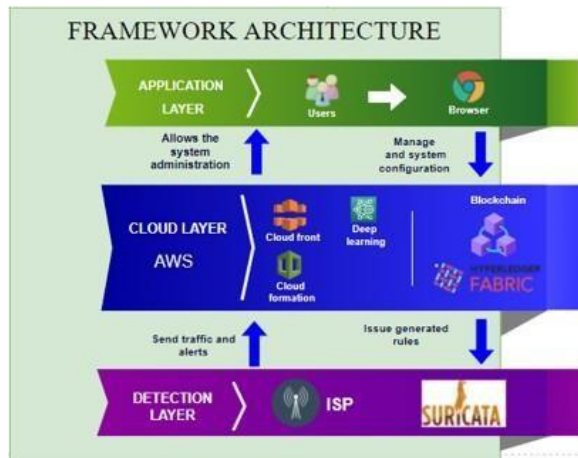 FRAMEWORK ARCHITECTURE
APPLICATION
LAYER
Users
Browser
Allows the
system
administration
Manage
and system
configuration
CLOUD LAYER
AWS
Cloud front
Deep
learning
Cloud
formation
Blockchain
HYPERLEDGER
FABRIC
Send traffic and
alerts
Issue generated
rules
DETECTION
LAYER
ISP
SURICATA